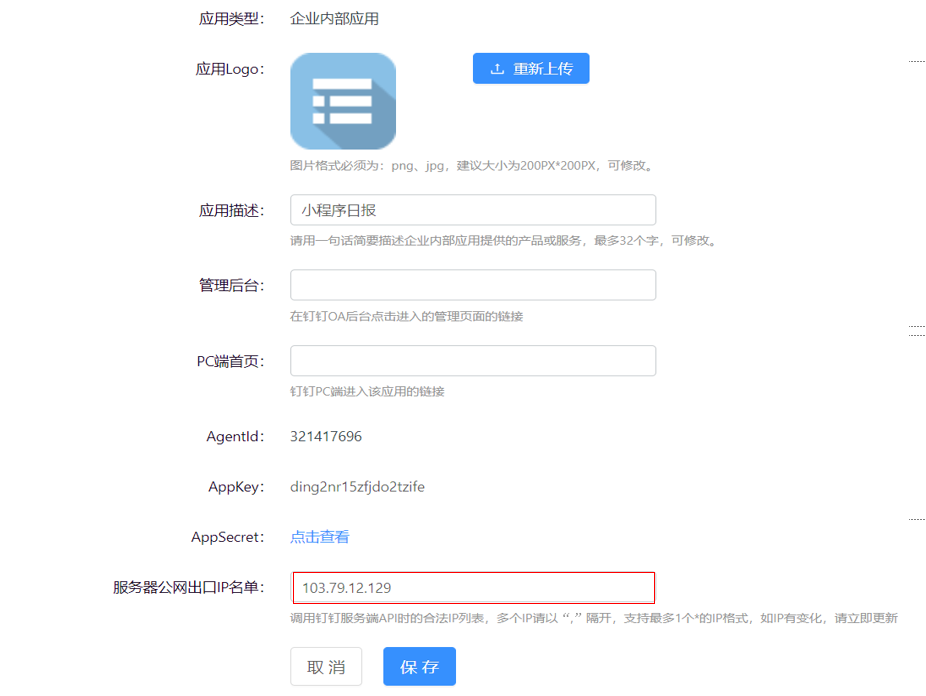 应用类型： 企业内部应用
应用Logo： 重新上传
图片格式必须为：png、jpg，建议大小为200PX*200PX，可修改。
应用描述： 小程序日报
请用一句话简要描述企业内部应用提供的产品或服务，最多32个字，可修改。
管理后台：
在钉钉OA后台点击进入的管理页面的链接
PC端首页：
钉钉PC端进入该应用的链接
AgentId： 321417696
AppKey： ding2nr15zfjdo2tzife
AppSecret： 点击查看
服务器公网出口IP名单： 103.79.12.129
调用钉钉服务端API时的合法IP列表，多个IP请以“,”隔开，支持最多1个*的IP格式，如IP有变化，请立即更新
取 消 保 存